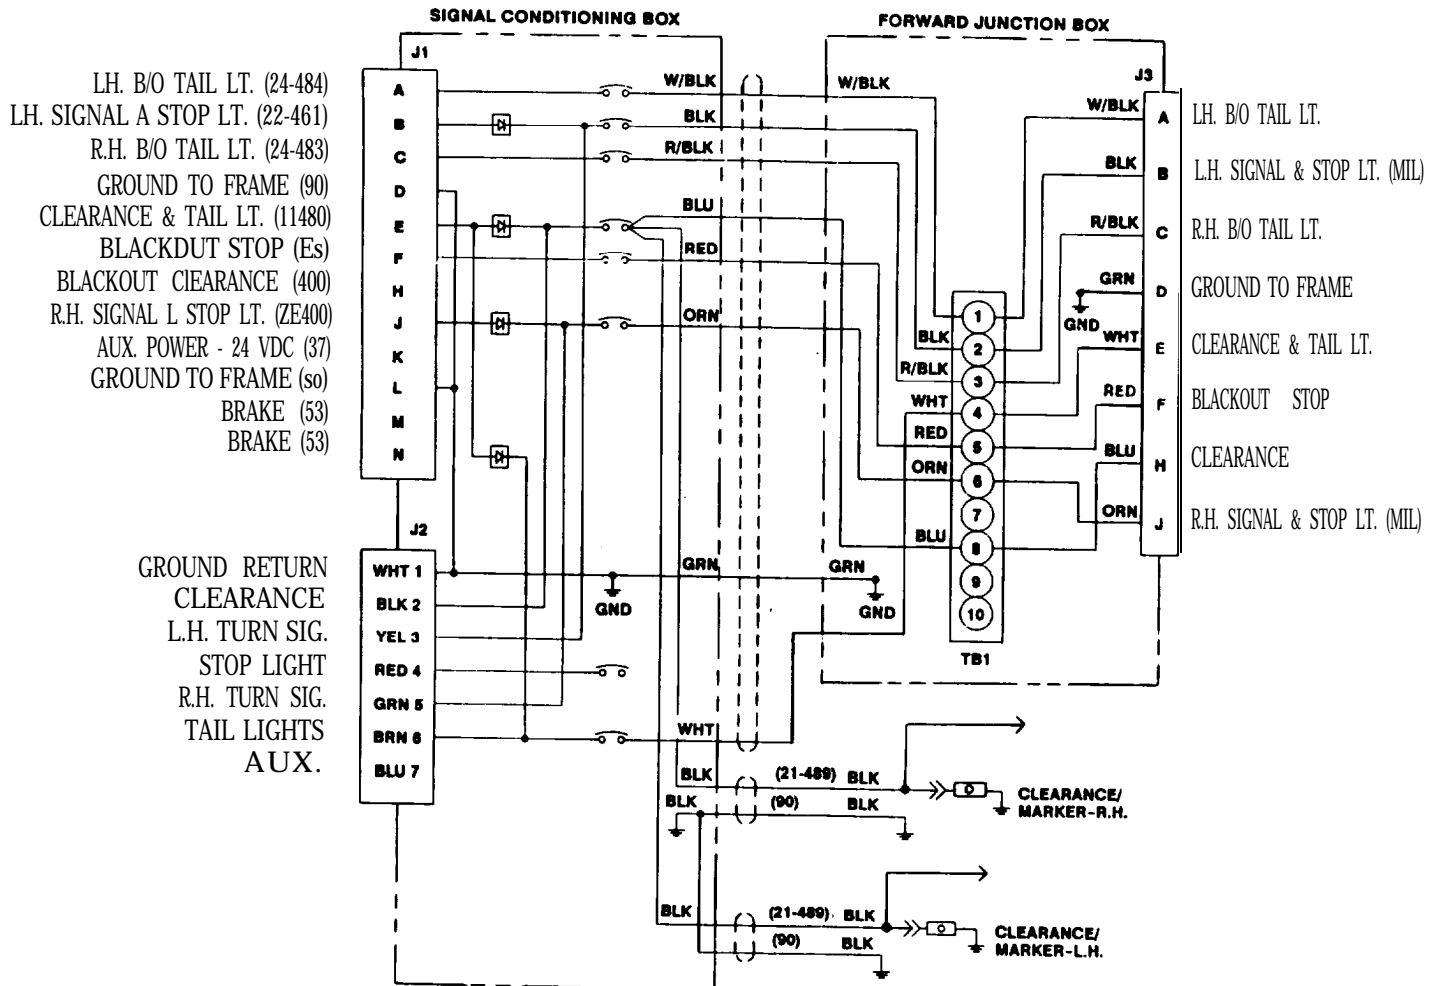 SIGNAL CONDITIONING BOX
FORWARD JUNCTION BOX
J1
LH. B/O TAIL LT. (24-484)
LH. SIGNAL A STOP LT. (22-461)
R.H. B/O TAIL LT. (24-483)
GROUND TO FRAME (90)
CLEARANCE & TAIL LT. (11480)
BLACKDUT STOP (Es)
BLACKOUT ClEARANCE (400)
R.H. SIGNAL L STOP LT. (ZE400)
AUX. POWER - 24 VDC (37)
GROUND TO FRAME (so)
BRAKE (53)
BRAKE (53)
A
B
C
D
E
F
H
J
K
L
M
N
J2
GROUND RETURN
CLEARANCE
L.H. TURN SIG.
STOP LIGHT
R.H. TURN SIG.
TAIL LIGHTS
AUX.
WHT 1
BLK 2
YEL 3
RED 4
GRN 5
BRN 6
BLU 7
W/BLK
BLK
R/BLK
BLU
RED
ORN
GRN
GND
WHT
W/BLK
BLK
R/BLK
WHT
RED
ORN
BLU
GRN
GND
1
2
3
4
5
6
7
8
9
10
TB1
J3
W/BLK
BLK
R/BLK
GRN
GND
WHT
RED
BLU
ORN
A
B
C
D
E
F
H
J
LH. B/O TAIL LT.
L.H. SIGNAL & STOP LT. (MIL)
R.H. B/O TAIL LT.
GROUND TO FRAME
CLEARANCE & TAIL LT.
BLACKOUT STOP
CLEARANCE
R.H. SIGNAL & STOP LT. (MIL)
BLK (21-489) BLK
BLK (90) BLK
CLEARANCE/
MARKER-R.H.
BLK (21-489) BLK
(90) BLK
CLEARANCE/
MARKER-L.H.